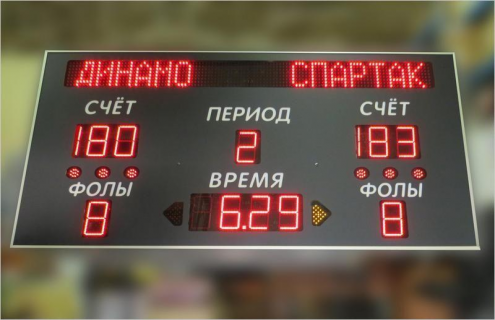 ДИНАМО СПАРТАК
СЧЁТ ПЕРИОД СЧЁТ
180 2 183
ФОЛЫ ВРЕМЯ ФОЛЫ
8 6.29 8